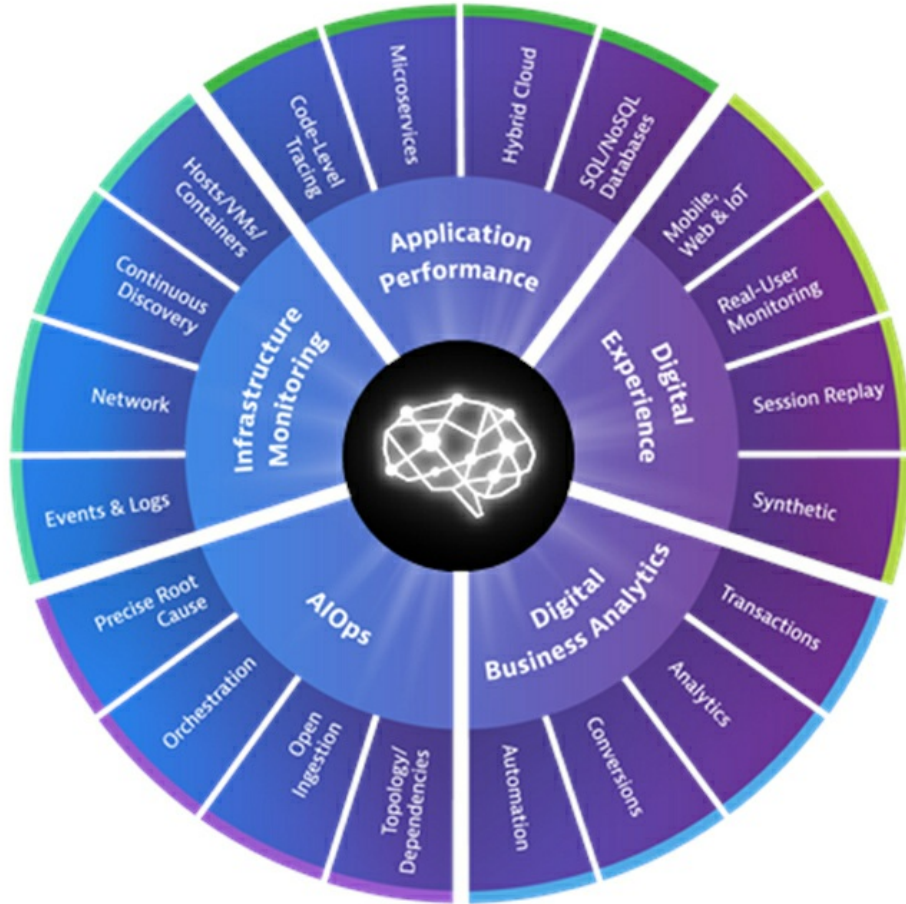 Application
Performance
Code-Level
Tracing
Microservices
Hybrid Cloud
SQL/NoSQL
Databases
Digital
Experience
Mobile,
Web & IoT
Real-User
Monitoring
Session Replay
Synthetic
Digital
Business Analytics
Transactions
Analytics
Conversions
Automation
AIOps
Topology/
Dependencies
Open
Ingestion
Orchestration
Precise Root
Cause
Infrastructure
Monitoring
Events & Logs
Network
Continuous
Discovery
Hosts/VMs/
Containers